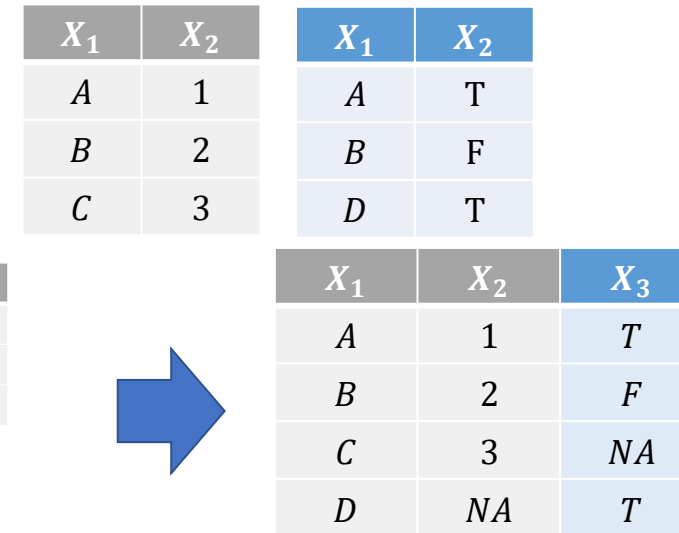 X₁ X₂
A 1
B 2
C 3
X₁ X₂
A T
B F
D T
X₁ X₂ X₃
A 1 T
B 2 F
C 3 NA
D NA T